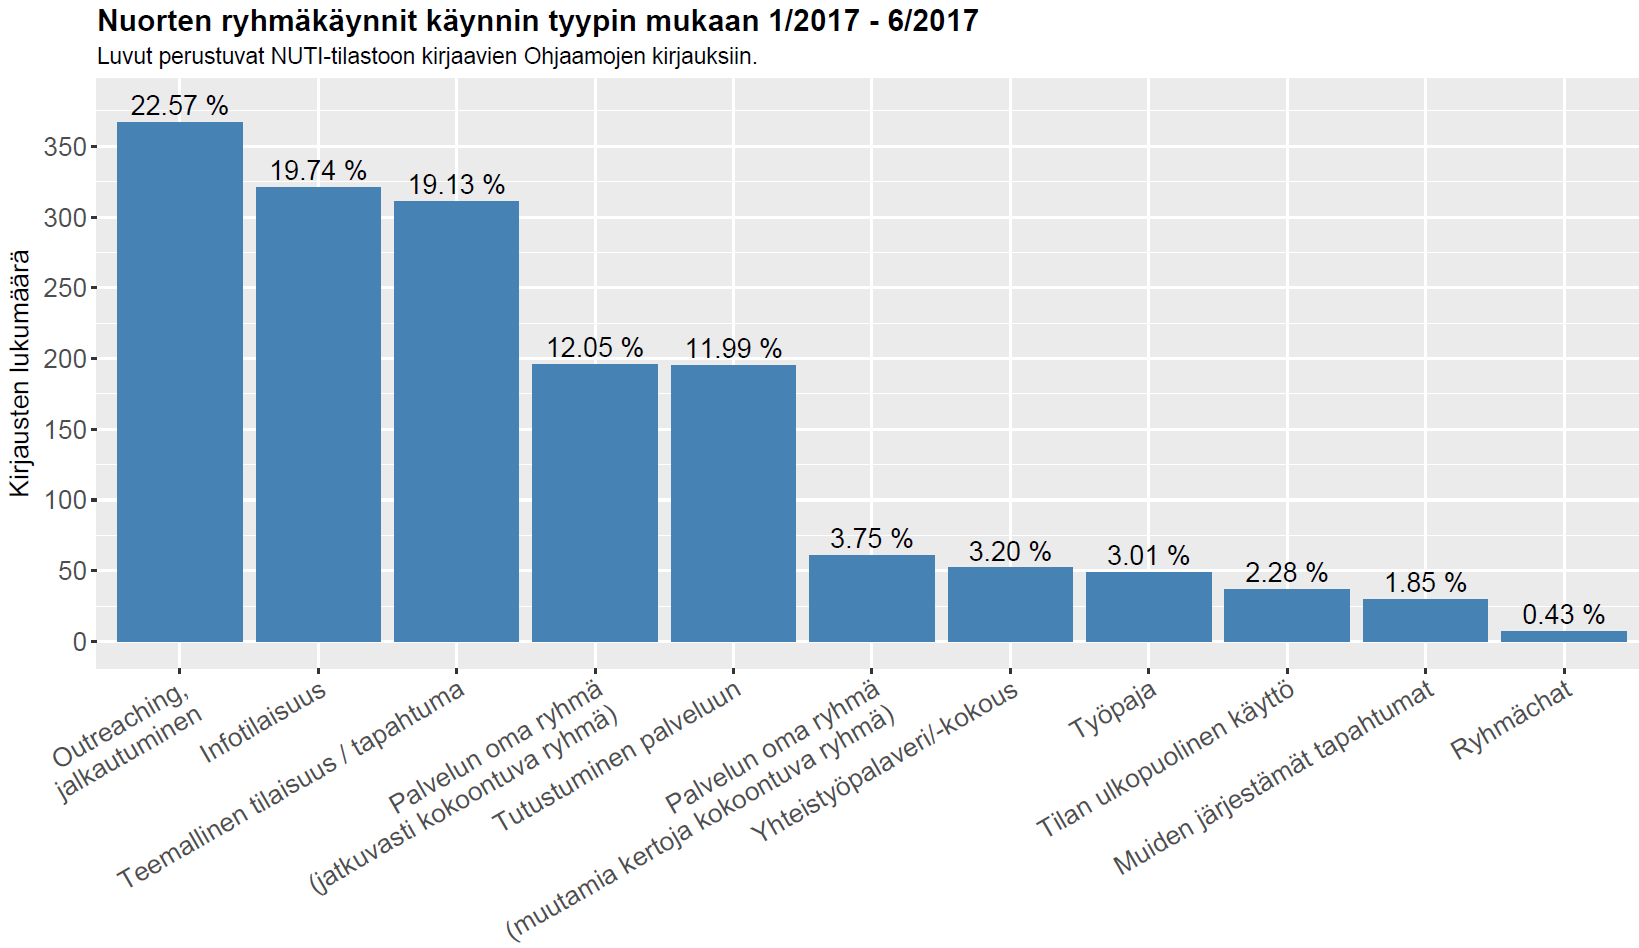 Nuorten ryhmäkäynnit käynnin tyypin mukaan 1/2017 - 6/2017
Luvut perustuvat NUTI-tilastoon kirjaavien Ohjaamojen kirjauksiin.
Kirjausten lukumäärä
350
300
250
200
150
100
50
0
22.57 %
19.74 %
19.13 %
12.05 %
11.99 %
3.75 %
3.20 %
3.01 %
2.28 %
1.85 %
0.43 %
Outreaching,
jalkautuminen
Infotilaisuus
Teemallinen tilaisuus / tapahtuma
Palvelun oma ryhmä
(jatkuvasti kokoontuva ryhmä)
Tutustuminen palveluun
Palvelun oma ryhmä
(muutamia kertoja kokoontuva ryhmä)
Yhteistyöpalaveri/-kokous
Työpaja
Tilan ulkopuolinen käyttö
Muiden järjestämät tapahtumat
Ryhmächat